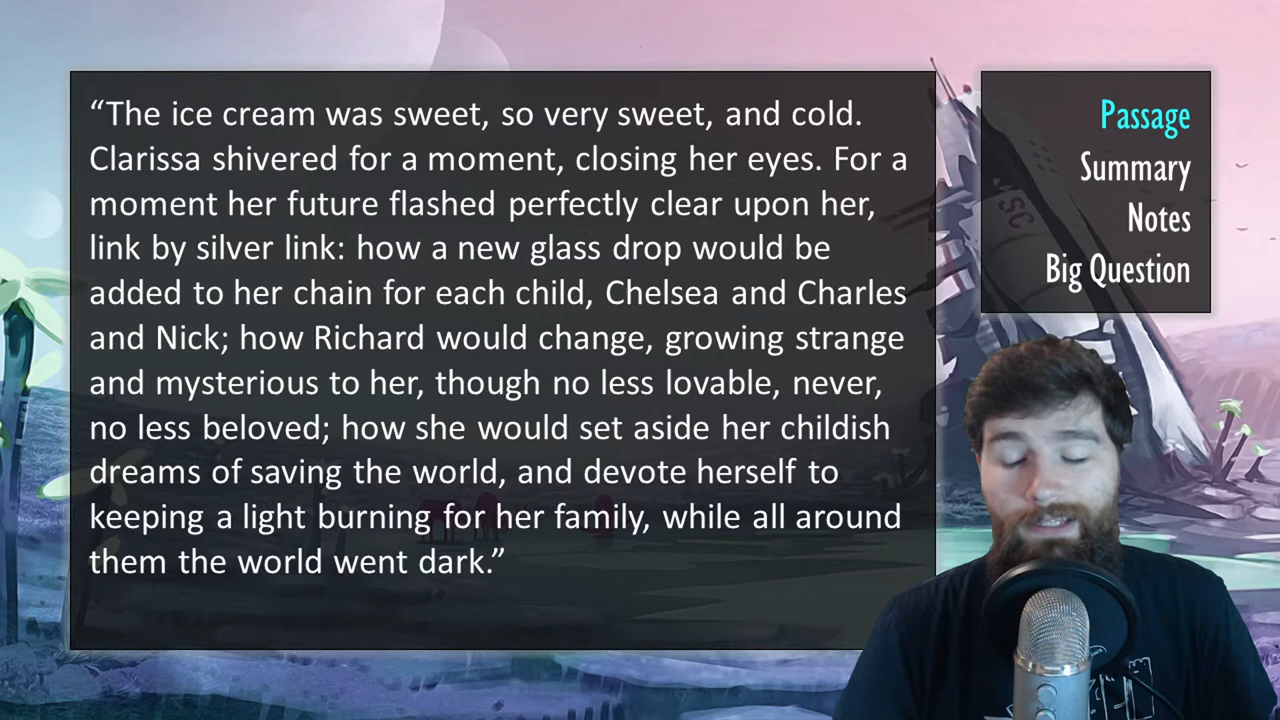 “The ice cream was sweet, so very sweet, and cold.
Clarissa shivered for a moment, closing her eyes. For a
moment her future flashed perfectly clear upon her,
link by silver link: how a new glass drop would be
added to her chain for each child, Chelsea and Charles
and Nick; how Richard would change, growing strange
and mysterious to her, though no less lovable, never,
no less beloved; how she would set aside her childish
dreams of saving the world, and devote herself to
keeping a light burning for her family, while all around
them the world went dark.”
Passage
Summary
Notes
Big Question